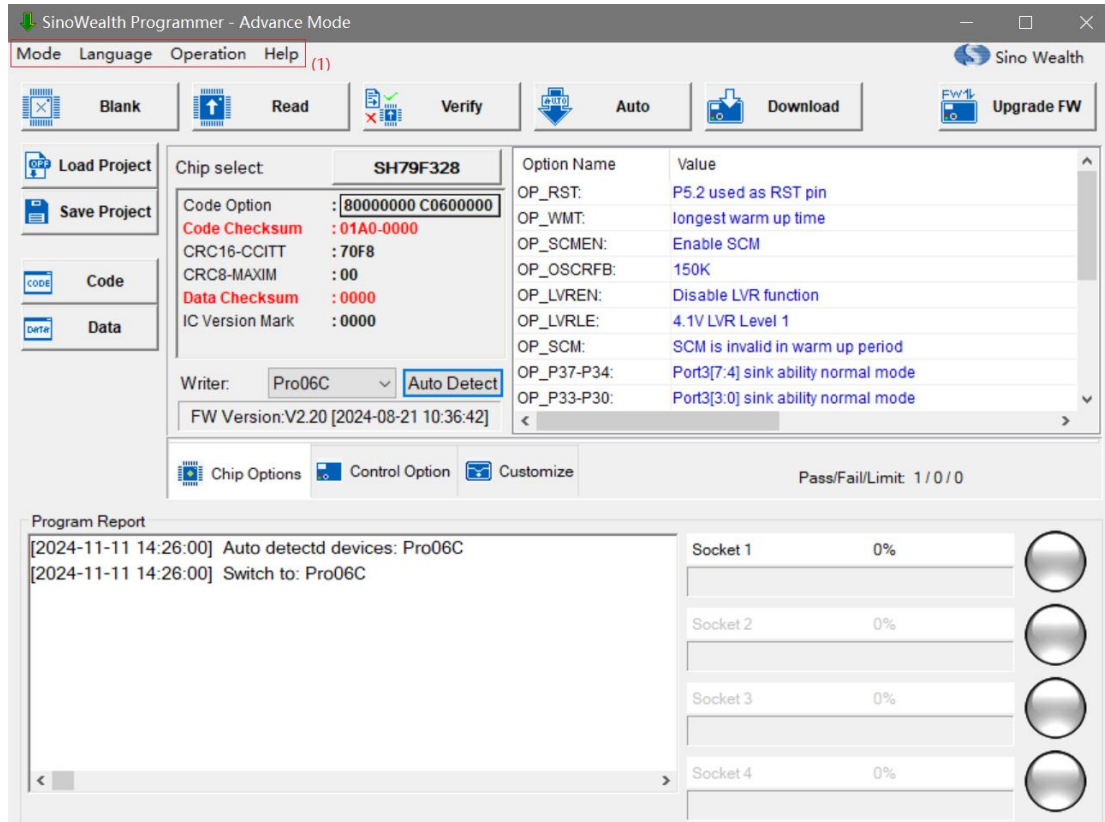 SinoWealth Programmer - Advance Mode
Mode Language Operation Help (1)
Sino Wealth
Blank Read Verify Auto Download Upgrade FW
Load Project
Save Project
Code
Data
Chip select: SH79F328
Code Option : 80000000 C0600000
Code Checksum : 01A0-0000
CRC16-CCITT : 70F8
CRC8-MAXIM : 00
Data Checksum : 0000
IC Version Mark : 0000
Writer: Pro06C Auto Detect
FW Version:V2.20 [2024-08-21 10:36:42]
Option Name Value
OP_RST: P5.2 used as RST pin
OP_WMT: longest warm up time
OP_SCMEN: Enable SCM
OP_OSCRFB: 150K
OP_LVREN: Disable LVR function
OP_LVRLE: 4.1V LVR Level 1
OP_SCM: SCM is invalid in warm up period
OP_P37-P34: Port3[7:4] sink ability normal mode
OP_P33-P30: Port3[3:0] sink ability normal mode
Chip Options Control Option Customize
Pass/Fail/Limit: 1 / 0 / 0
Program Report
[2024-11-11 14:26:00] Auto detectd devices: Pro06C
[2024-11-11 14:26:00] Switch to: Pro06C
Socket 1 0%
Socket 2 0%
Socket 3 0%
Socket 4 0%